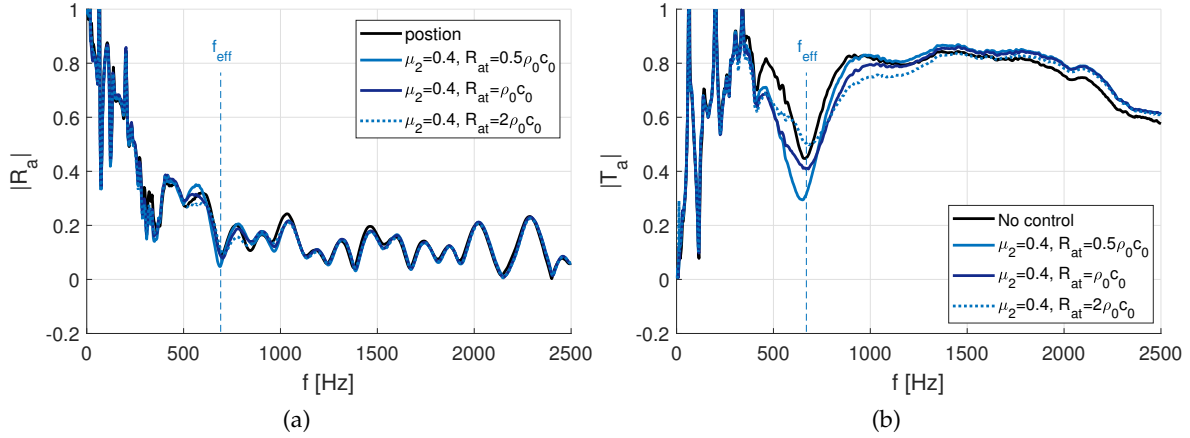 1
0.8
0.6
0.4
0.2
0
-0.2
|R_a|
0
500
1000
1500
2000
2500
f [Hz]
f_eff
postion
μ_2=0.4, R_at=0.5ρ_0c_0
μ_2=0.4, R_at=ρ_0c_0
μ_2=0.4, R_at=2ρ_0c_0
(a)
1
0.8
0.6
0.4
0.2
0
-0.2
|T_a|
0
500
1000
1500
2000
2500
f [Hz]
f_eff
No control
μ_2=0.4, R_at=0.5ρ_0c_0
μ_2=0.4, R_at=ρ_0c_0
μ_2=0.4, R_at=2ρ_0c_0
(b)